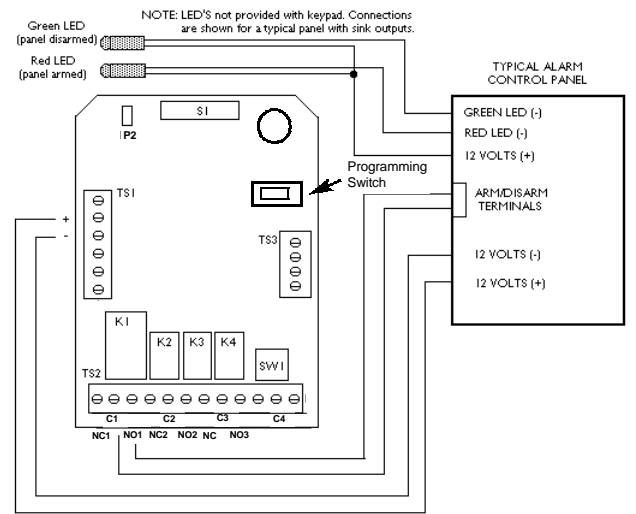 NOTE: LED'S not provided with keypad. Connections
are shown for a typical panel with sink outputs.
Green LED
(panel disarmed)
Red LED
(panel armed)
TYPICAL ALARM
CONTROL PANEL
GREEN LED (-)
RED LED (-)
12 VOLTS (+)
ARM/DISARM
TERMINALS
12 VOLTS (-)
12 VOLTS (+)
S1
P2
Programming
Switch
TS1
+
-
TS3
K1
K2
K3
K4
SW1
TS2
C1
C2
C3
C4
NC1
NO1
NC2
NO2
NC
NO3